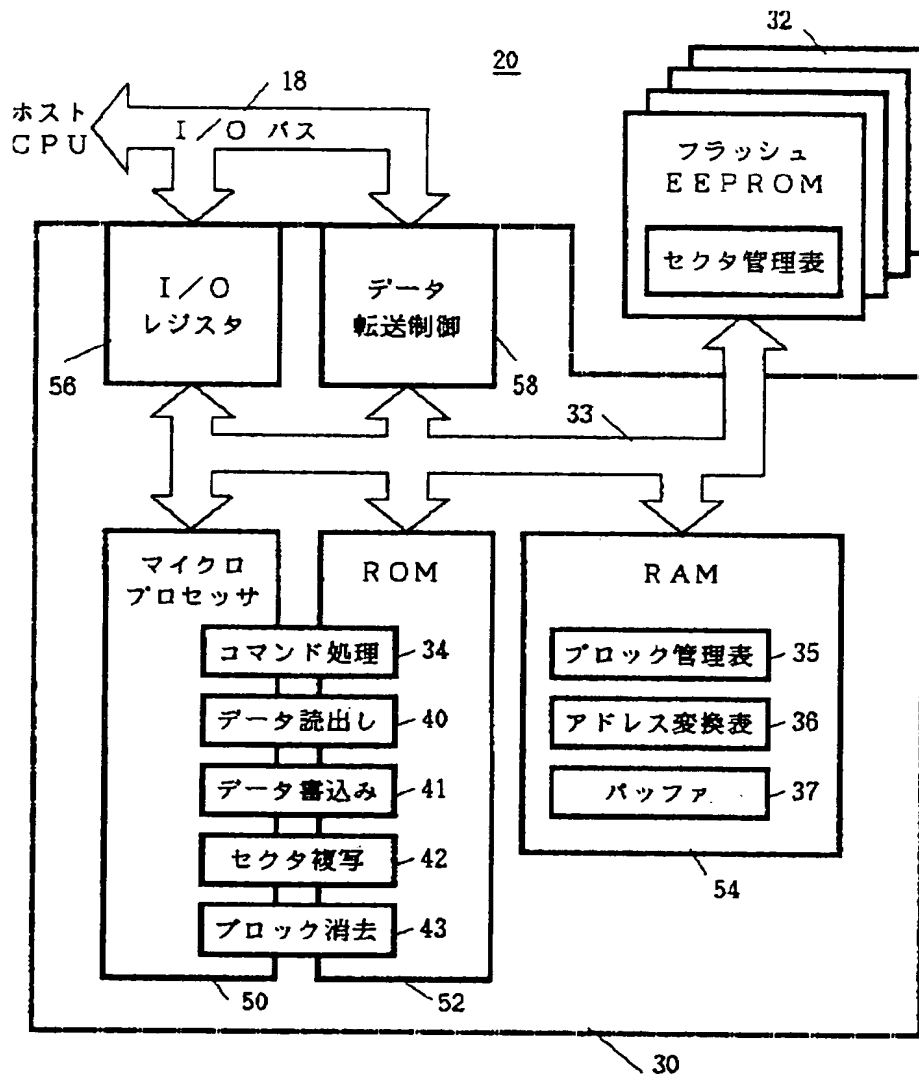 32
20
18
ホスト
CPU
I/O バス
フラッシュ
EEPROM
セクタ管理表
I/O
レジスタ
データ
転送制御
56
58
33
マイクロ
プロセッサ
ROM
RAM
コマンド処理
34
データ読出し
40
データ書込み
41
セクタ複写
42
ブロック消去
43
ブロック管理表
35
アドレス変換表
36
バッファ
37
54
50
52
30